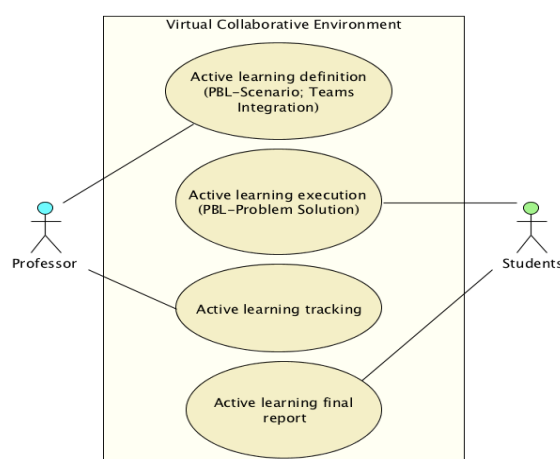 Virtual Collaborative Environment
Active learning definition
(PBL-Scenario; Teams
Integration)
Active learning execution
(PBL-Problem Solution)
Professor
Students
Active learning tracking
Active learning final
report